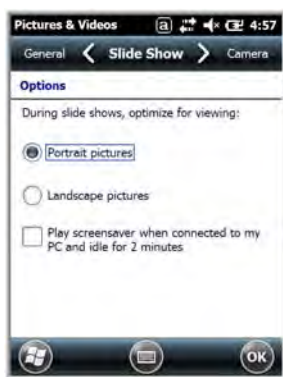 Pictures & Videos a 4:57
General Slide Show Camera
Options
During slide shows, optimize for viewing:
Portrait pictures
Landscape pictures
Play screensaver when connected to my
PC and idle for 2 minutes
OK